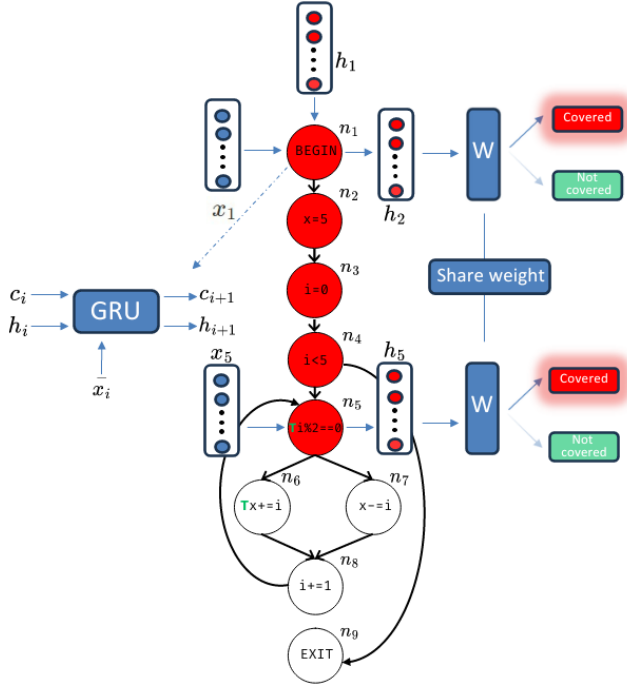 h₁
n₁
BEGIN
x₁
h₂
W
Covered
Not
covered
n₂
x=5
n₃
i=0
Share weight
cᵢ
GRU
cᵢ₊₁
hᵢ
hᵢ₊₁
x̄ᵢ
n₄
i<5
x₅
h₅
n₅
Ti%2==0
W
Covered
Not
covered
n₆
Tx+=i
n₇
x-=i
n₈
i+=1
n₉
EXIT